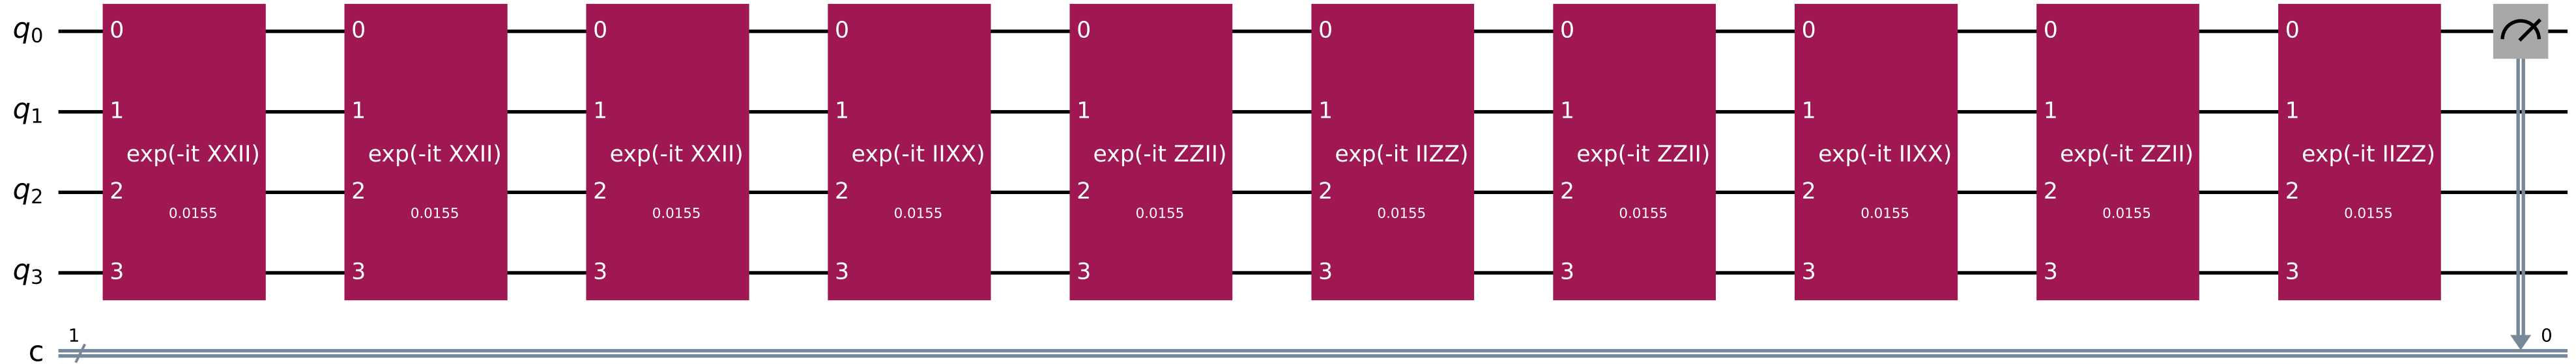 q0 0 0 0 0 0 0 0 0 0 0
q1 1 1 1 1 1 1 1 1 1 1
exp(-it XXII) exp(-it XXII) exp(-it XXII) exp(-it IIXX) exp(-it ZZII) exp(-it IIZZ) exp(-it ZZII) exp(-it IIXX) exp(-it ZZII) exp(-it IIZZ)
q2 2 2 2 2 2 2 2 2 2 2
0.0155 0.0155 0.0155 0.0155 0.0155 0.0155 0.0155 0.0155 0.0155 0.0155
q3 3 3 3 3 3 3 3 3 3 3
1 0
c